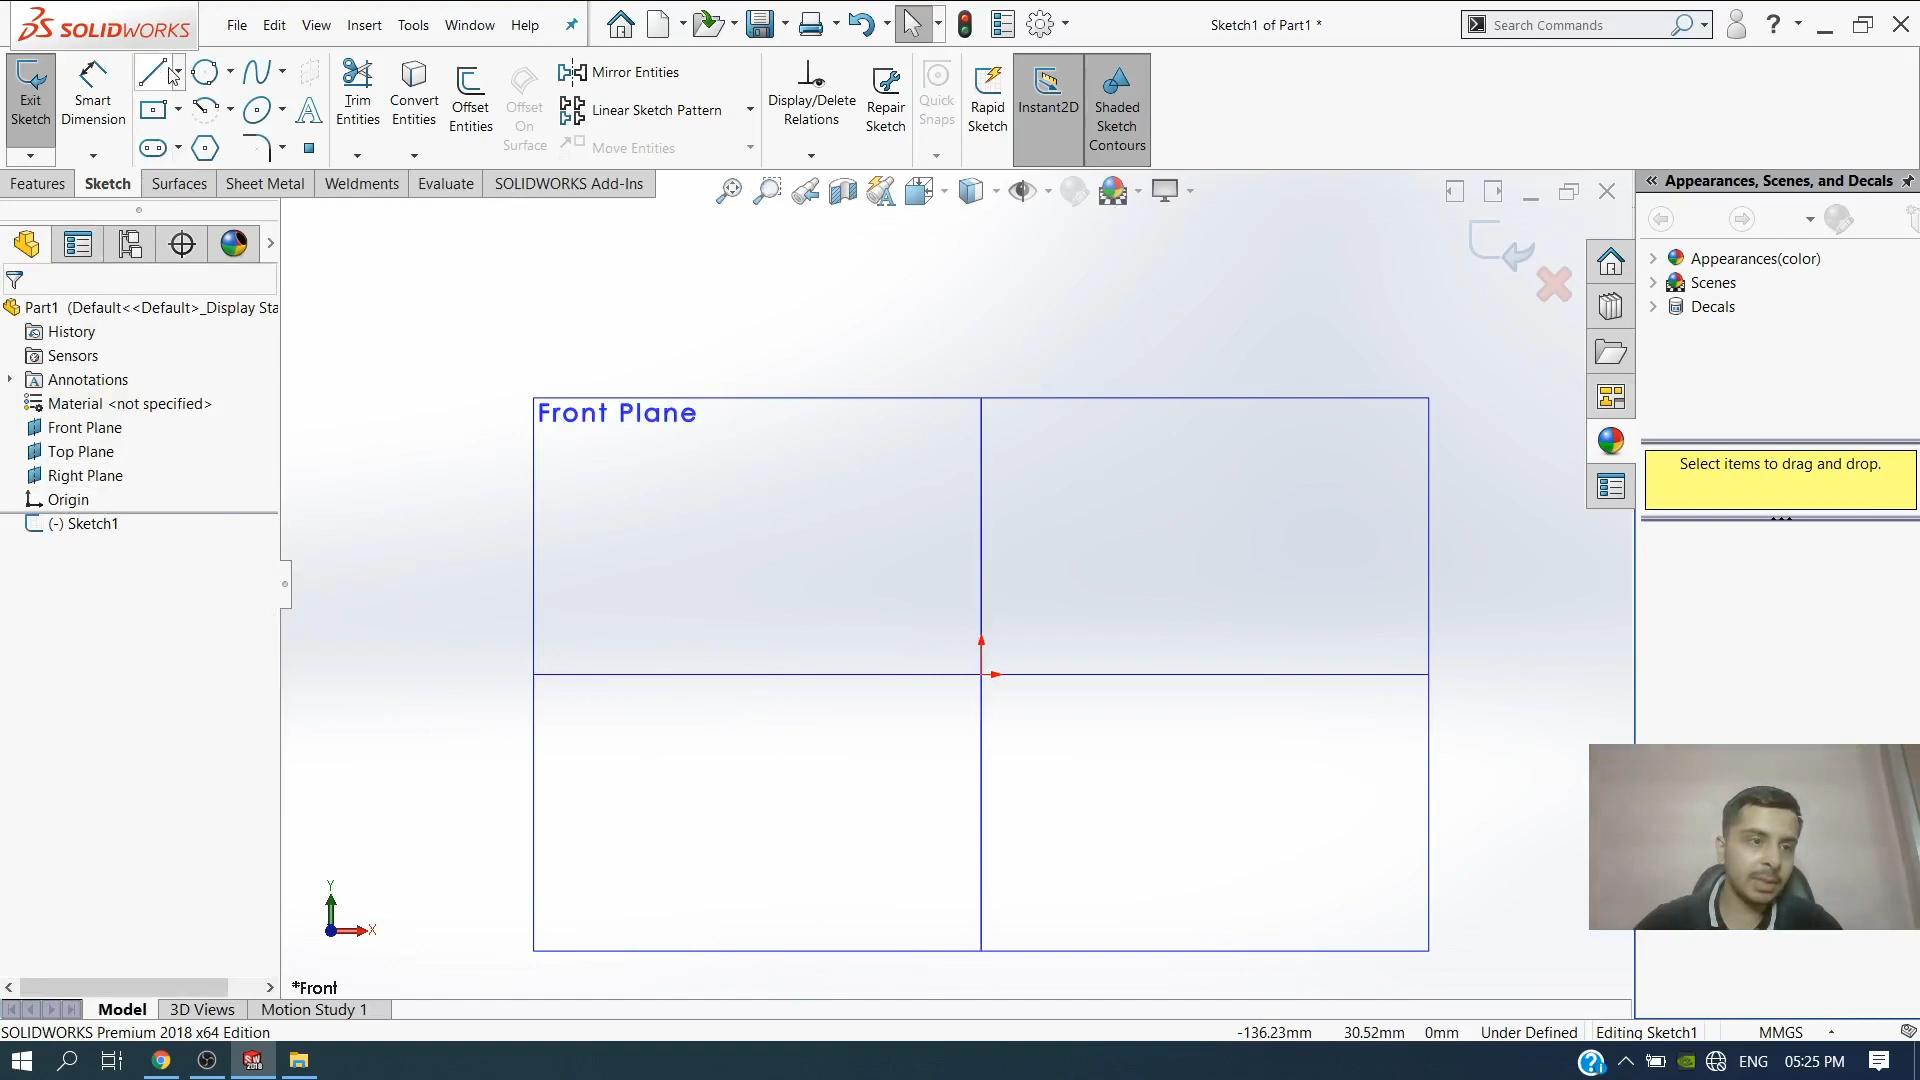 SOLIDWORKS
File Edit View Insert Tools Window Help
Sketch1 of Part1 *
Search Commands
Exit Sketch
Smart Dimension
Trim Entities
Convert Entities
Offset Entities
Offset On Surface
Mirror Entities
Linear Sketch Pattern
Move Entities
Display/Delete Relations
Repair Sketch
Quick Snaps
Rapid Sketch
Instant2D
Shaded Sketch Contours
Features Sketch Surfaces Sheet Metal Weldments Evaluate SOLIDWORKS Add-Ins
Appearances, Scenes, and Decals
Appearances(color)
Scenes
Decals
Select items to drag and drop.
Part1 (Default<<Default>_Display Sta
History
Sensors
Annotations
Material <not specified>
Front Plane
Top Plane
Right Plane
Origin
(-) Sketch1
Front Plane
Y
X
*Front
Model 3D Views Motion Study 1
SOLIDWORKS Premium 2018 x64 Edition
-136.23mm 30.52mm 0mm Under Defined Editing Sketch1 MMGS
ENG 05:25 PM